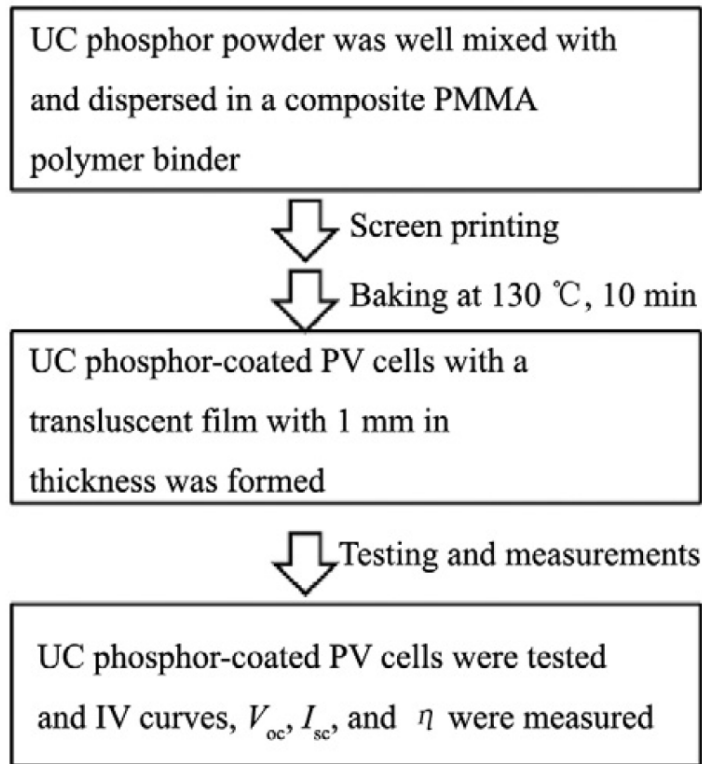 UC phosphor powder was well mixed with
and dispersed in a composite PMMA
polymer binder
Screen printing
Baking at 130 ℃, 10 min
UC phosphor-coated PV cells with a
transluscent film with 1 mm in
thickness was formed
Testing and measurements
UC phosphor-coated PV cells were tested
and IV curves, Voc, Isc, and η were measured